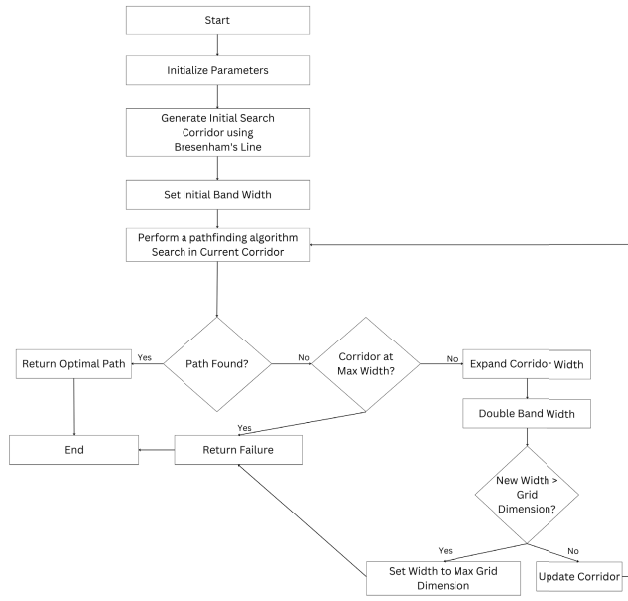 Start
Initialize Parameters
Generate Initial Search
Corridor using
Bresenham's Line
Set Initial Band Width
Perform a pathfinding algorithm
Search in Current Corridor
Path Found?
Yes
No
Return Optimal Path
Corridor at
Max Width?
No
Expand Corridor Width
Double Band Width
Yes
End
Return Failure
New Width >
Grid
Dimension?
Yes
No
Set Width to Max Grid
Dimension
Update Corridor